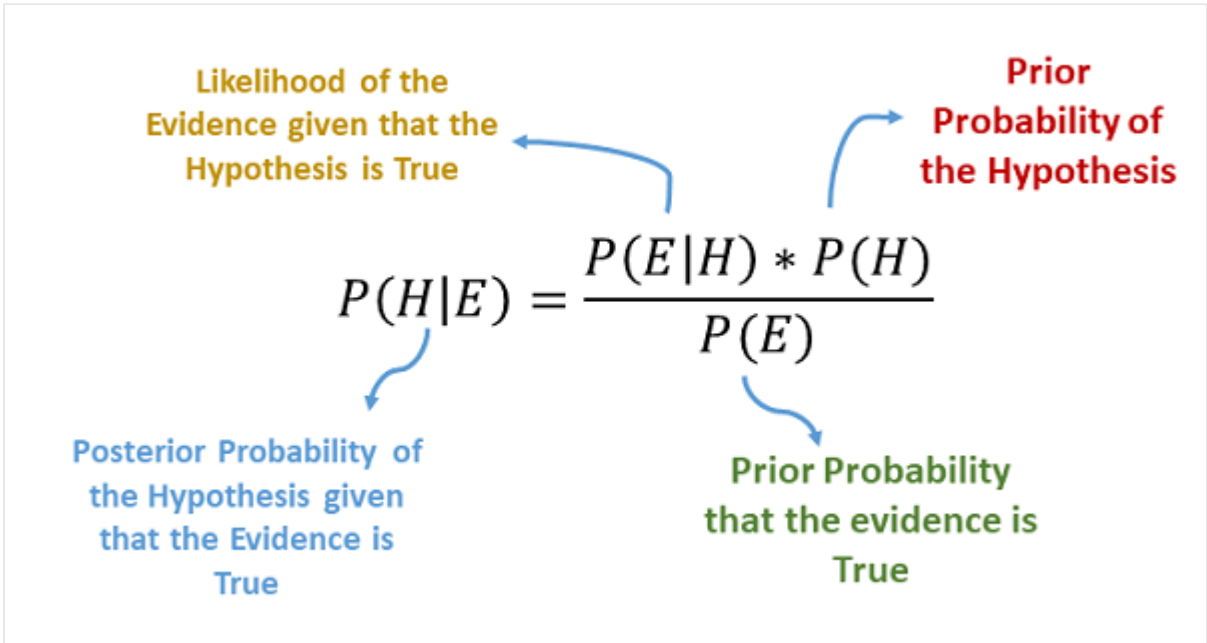 Likelihood of the
Evidence given that the
Hypothesis is True
Prior
Probability of
the Hypothesis
P(H|E) = P(E|H) * P(H)
P(E)
Posterior Probability of
the Hypothesis given
that the Evidence is
True
Prior Probability
that the evidence is
True